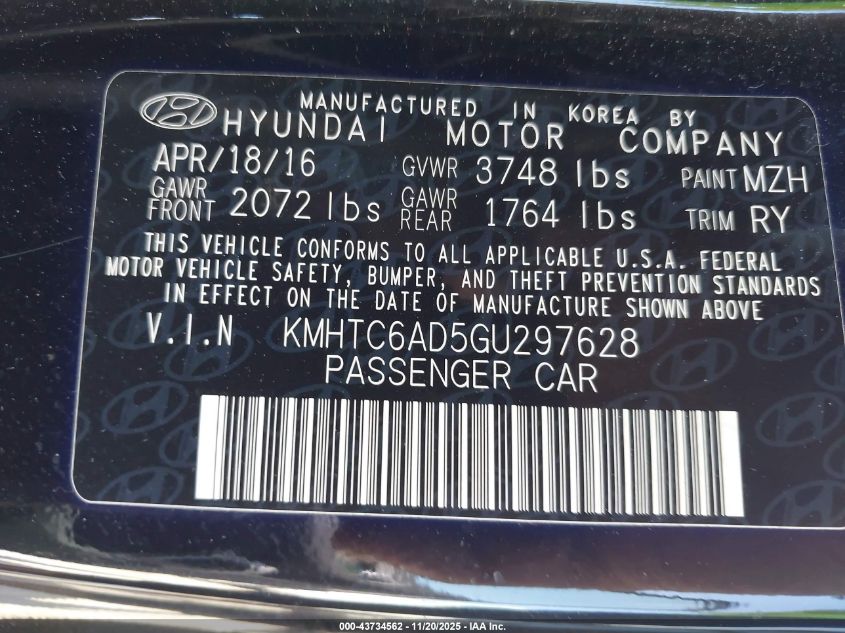 MANUFACTURED IN KOREA BY
HYUNDAI MOTOR COMPANY
APR/18/16 GVWR 3748 lbs PAINT MZH
GAWR FRONT 2072 lbs GAWR REAR 1764 lbs TRIM RY
THIS VEHICLE CONFORMS TO ALL APPLICABLE U.S.A. FEDERAL
MOTOR VEHICLE SAFETY, BUMPER, AND THEFT PREVENTION STANDARDS
IN EFFECT ON THE DATE OF MANUFACTURE SHOWN ABOVE
V.I.N KMHTC6AD5GU297628
PASSENGER CAR
000-43734562 - 11/20/2025 - IAA Inc.